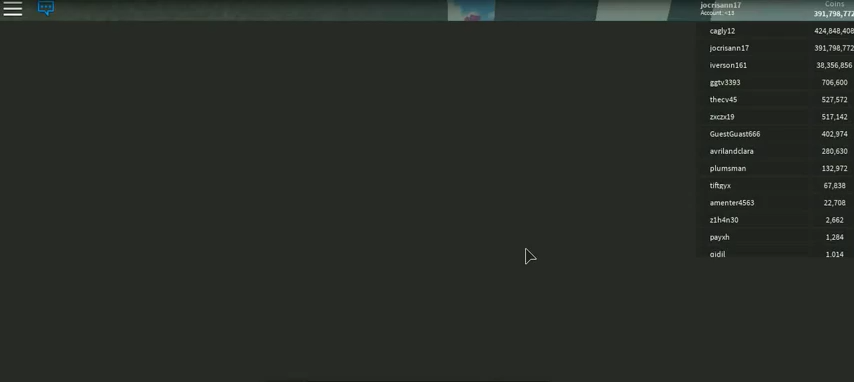 jocrisann17 Coins
Account: <13 391,798,772
cagly12 424,848,408
jocrisann17 391,798,772
iverson161 38,356,856
ggtv3393 706,600
thecv45 527,572
zxczx19 517,142
GuestGuast666 402,974
avrilandclara 280,630
plumsman 132,972
tiftgyx 67,838
amenter4563 22,708
z1h4n30 2,662
payxh 1,284
gidil 1,014